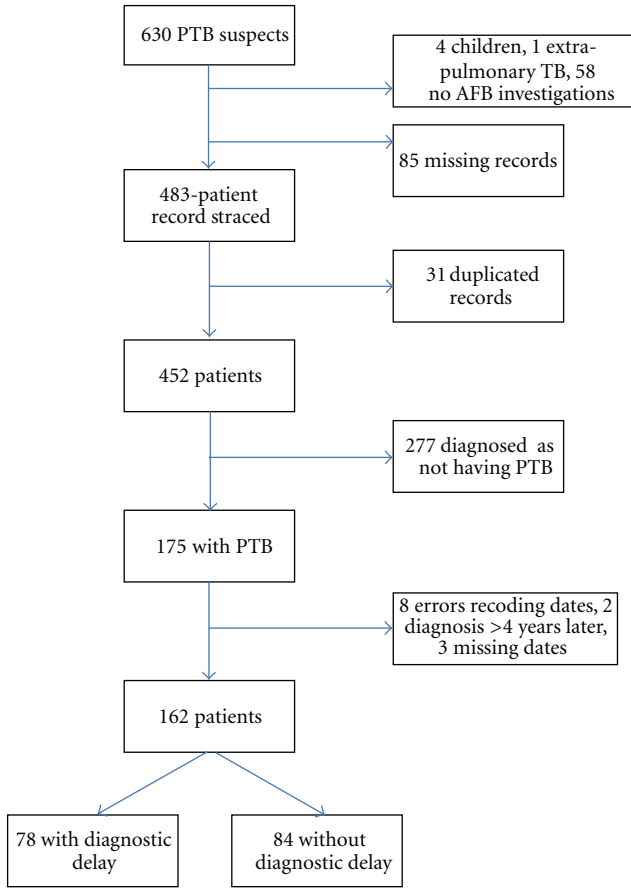 630 PTB suspects
4 children, 1 extra-
pulmonary TB, 58
no AFB investigations
85 missing records
483-patient
record straced
31 duplicated
records
452 patients
277 diagnosed as
not having PTB
175 with PTB
8 errors recoding dates, 2
diagnosis >4 years later,
3 missing dates
162 patients
78 with diagnostic
delay
84 without
diagnostic delay